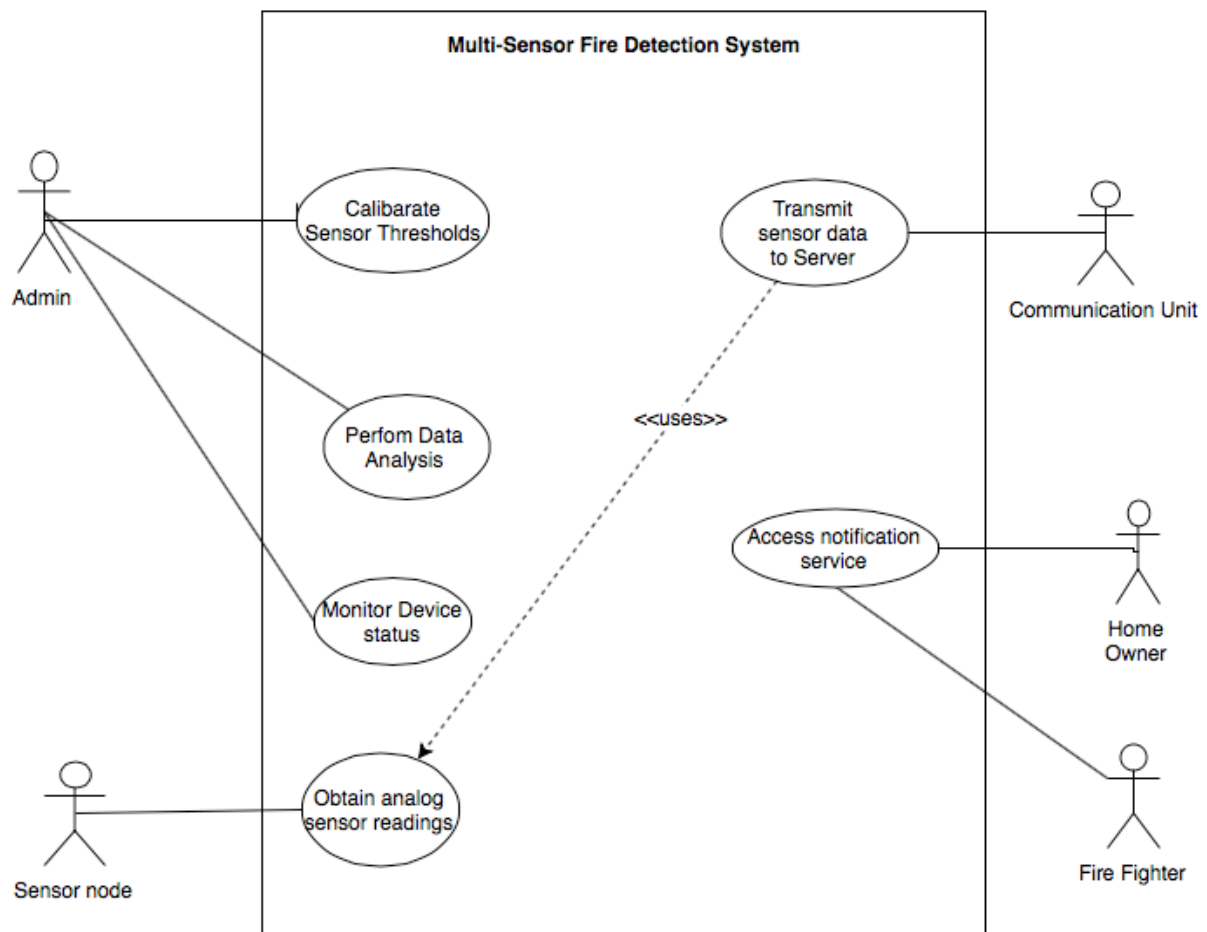 Multi-Sensor Fire Detection System
Admin
Calibarate
Sensor Thresholds
Transmit
sensor data
to Server
Communication Unit
<<uses>>
Perfom Data
Analysis
Access notification
service
Home
Owner
Monitor Device
status
Obtain analog
sensor readings
Sensor node
Fire Fighter